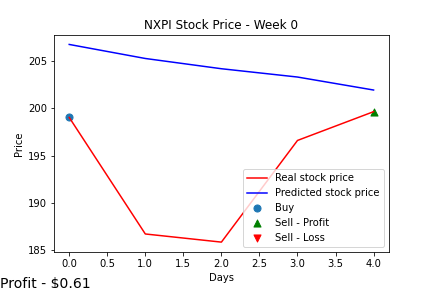 NXPI Stock Price - Week 0
205
200
195
190
185
Price
Real stock price
Predicted stock price
Buy
Sell - Profit
Sell - Loss
0.0 0.5 1.0 1.5 2.0 2.5 3.0 3.5 4.0
Days
Profit - $0.61